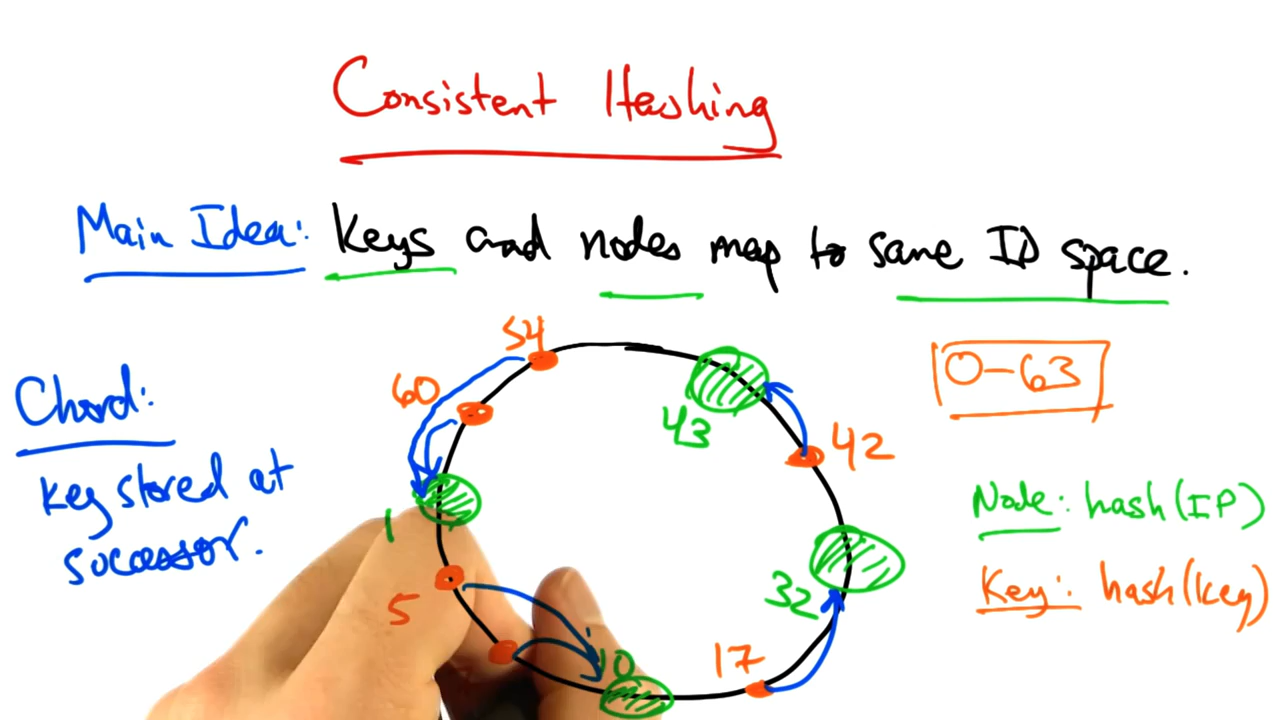 Consistent Hashing
Main Idea: Keys and nodes map to same ID space.
54
60
43
42
0-63
Chord:
Key stored at
successor.
1
5
10
17
32
Node: hash(IP)
Key: hash(key)